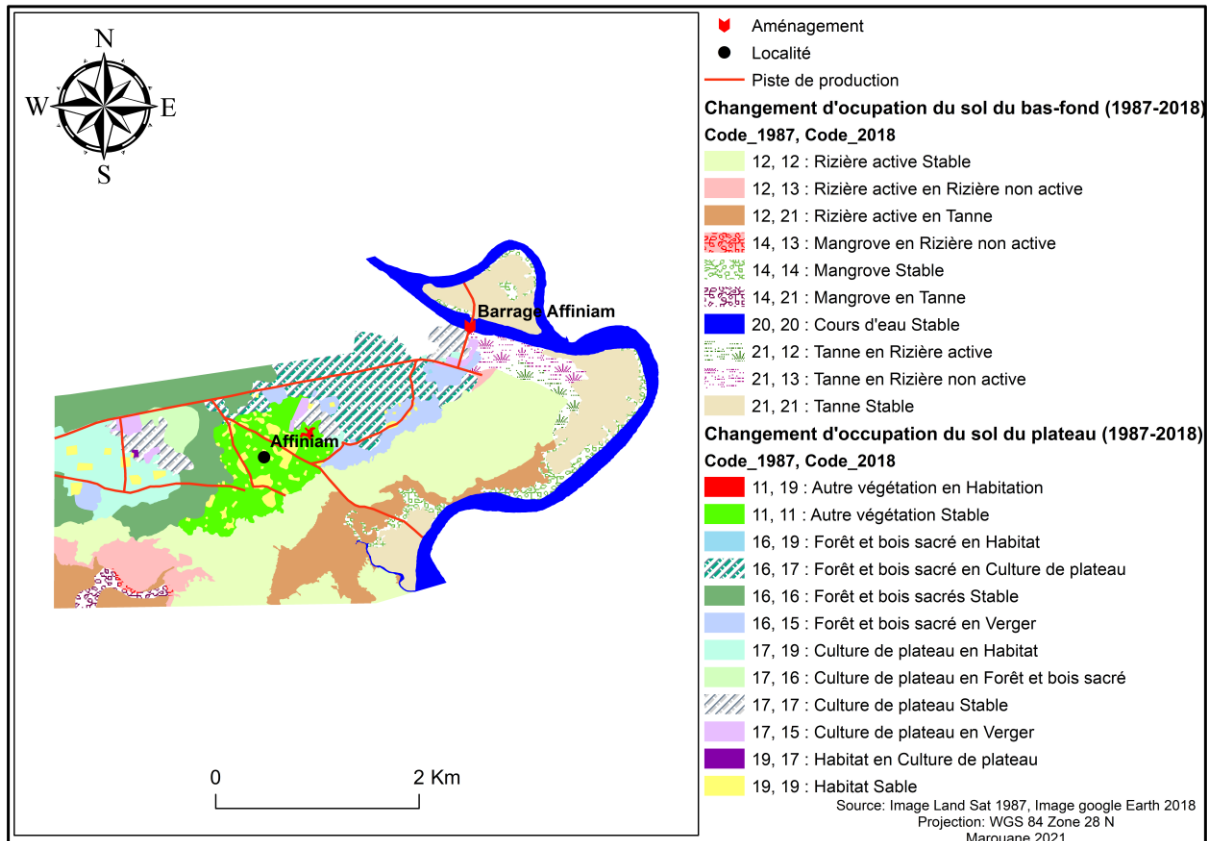 N
W
E
S
Barrage Affiniam
Affiniam
0 2 Km
Aménagement
Localité
Piste de production
Changement d'ocupation du sol du bas-fond (1987-2018)
Code_1987, Code_2018
12, 12 : Rizière active Stable
12, 13 : Rizière active en Rizière non active
12, 21 : Rizière active en Tanne
14, 13 : Mangrove en Rizière non active
14, 14 : Mangrove Stable
14, 21 : Mangrove en Tanne
20, 20 : Cours d'eau Stable
21, 12 : Tanne en Rizière active
21, 13 : Tanne en Rizière non active
21, 21 : Tanne Stable
Changement d'occupation du sol du plateau (1987-2018)
Code_1987, Code_2018
11, 19 : Autre végétation en Habitation
11, 11 : Autre végétation Stable
16, 19 : Forêt et bois sacré en Habitat
16, 17 : Forêt et bois sacré en Culture de plateau
16, 16 : Forêt et bois sacrés Stable
16, 15 : Forêt et bois sacré en Verger
17, 19 : Culture de plateau en Habitat
17, 16 : Culture de plateau en Forêt et bois sacré
17, 17 : Culture de plateau Stable
17, 15 : Culture de plateau en Verger
19, 17 : Habitat en Culture de plateau
19, 19 : Habitat Sable
Source: Image Land Sat 1987, Image google Earth 2018
Projection: WGS 84 Zone 28 N
Marouane 2021